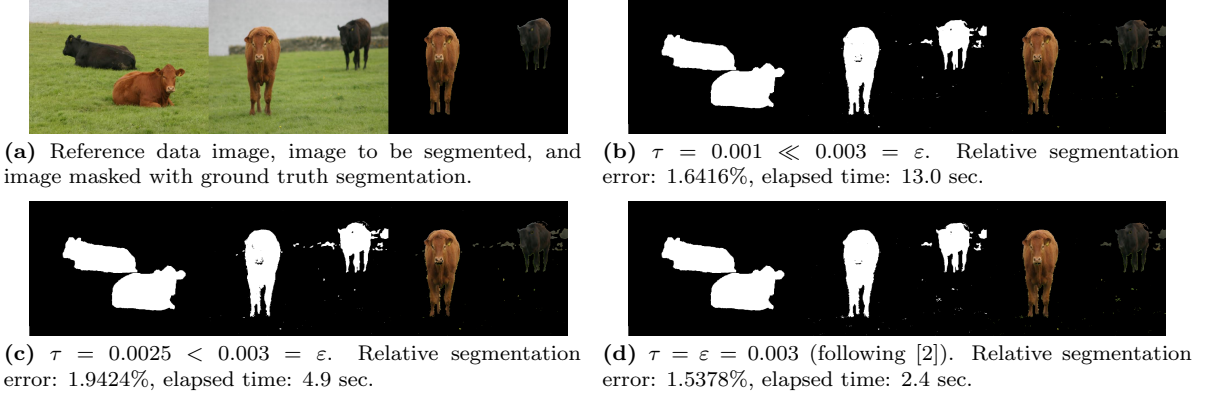 (a) Reference data image, image to be segmented, and
image masked with ground truth segmentation.
(b) τ = 0.001 ≪ 0.003 = ε. Relative segmentation
error: 1.6416%, elapsed time: 13.0 sec.
(c) τ = 0.0025 < 0.003 = ε. Relative segmentation
error: 1.9424%, elapsed time: 4.9 sec.
(d) τ = ε = 0.003 (following [2]). Relative segmentation
error: 1.5378%, elapsed time: 2.4 sec.